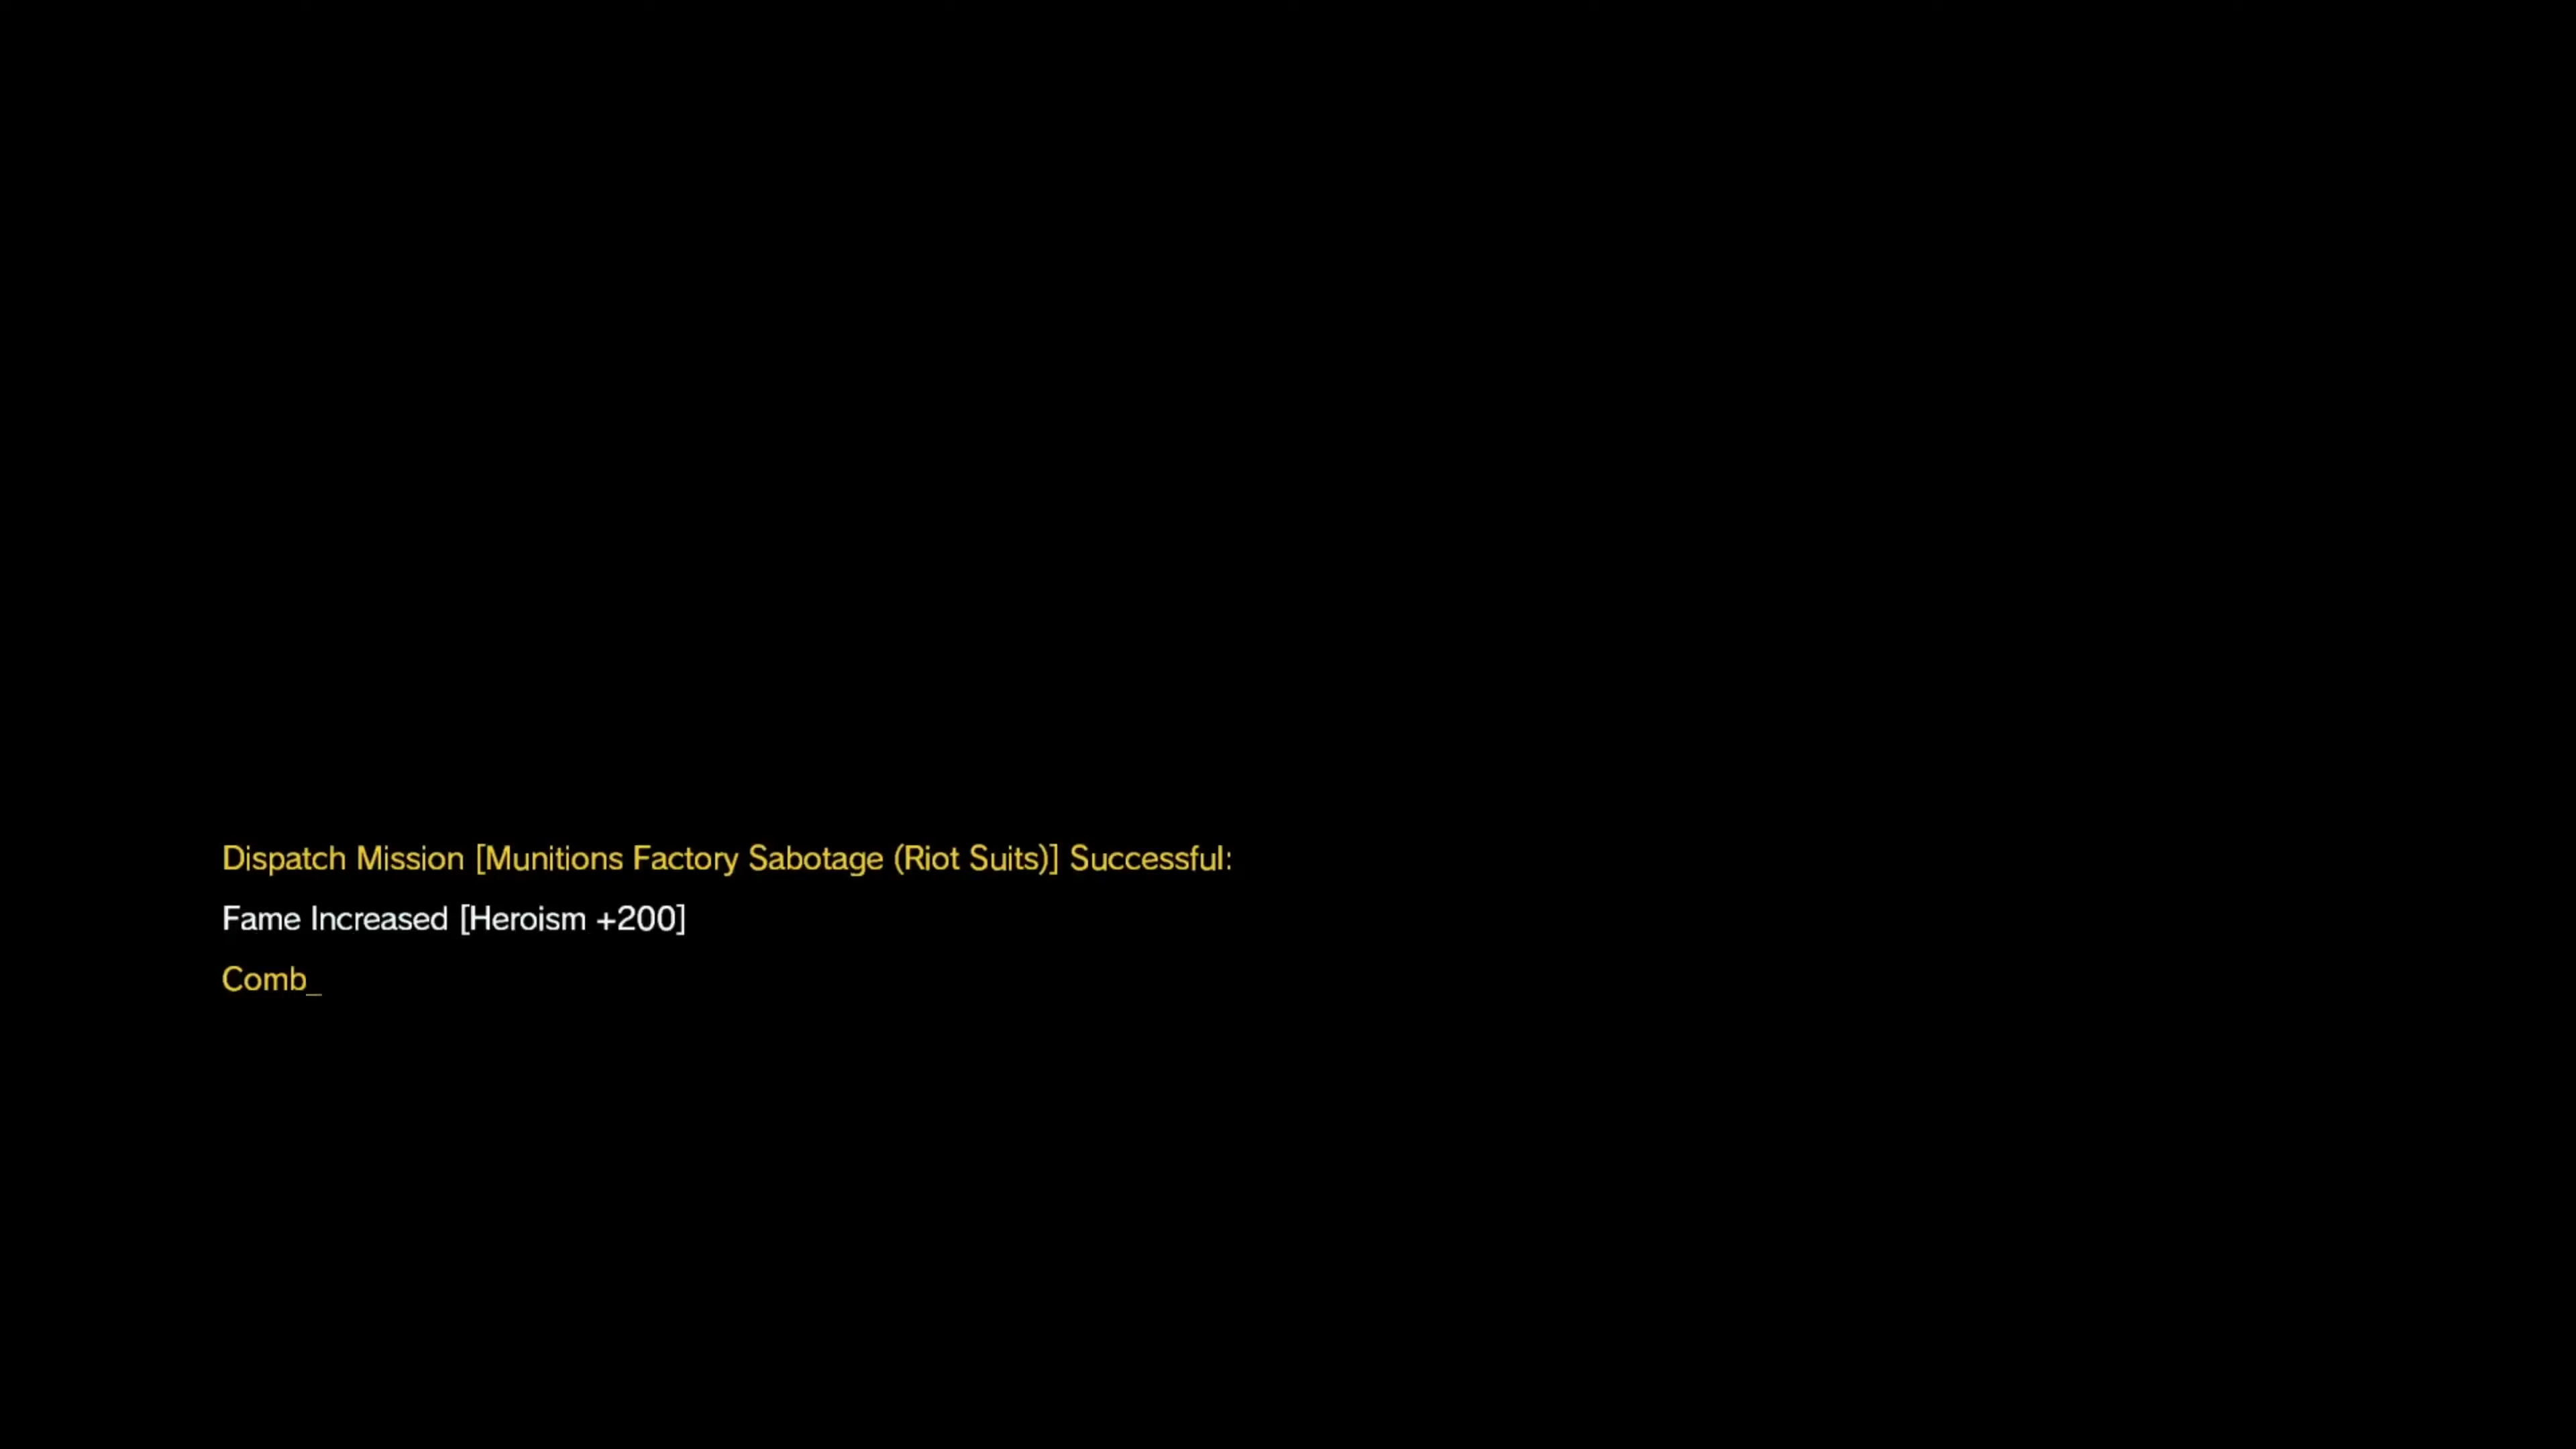 Dispatch Mission [Munitions Factory Sabotage (Riot Suits)] Successful:
Fame Increased [Heroism +200]
Comb_